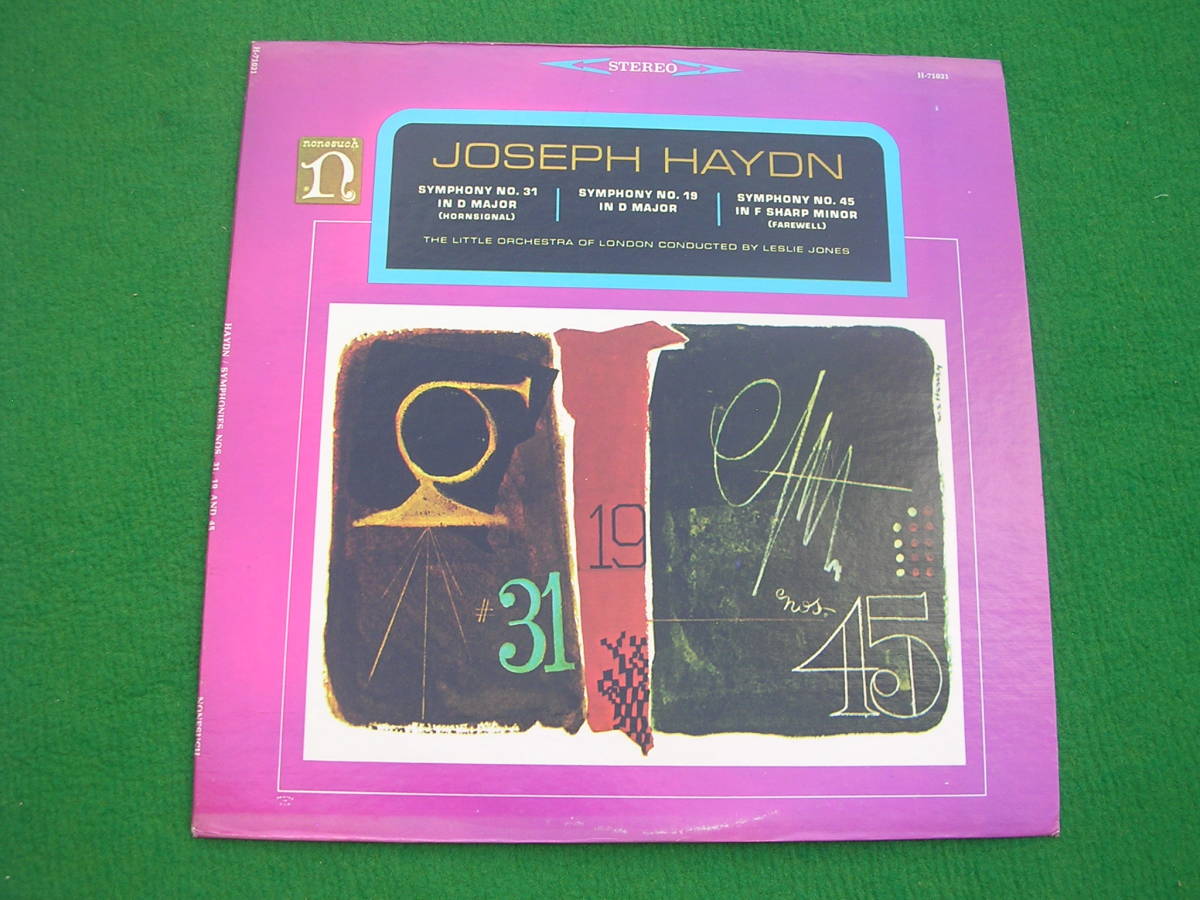 H-71031
STEREO
H-71031
nonesuch
n
JOSEPH HAYDN
SYMPHONY NO. 31
IN D MAJOR
(HORNSIGNAL)
SYMPHONY NO. 19
IN D MAJOR
SYMPHONY NO. 45
IN F SHARP MINOR
(FAREWELL)
THE LITTLE ORCHESTRA OF LONDON CONDUCTED BY LESLIE JONES
HAYDN / SYMPHONIES NOS. 31, 19 AND 45
NONESUCH
#31
19
nos.
45